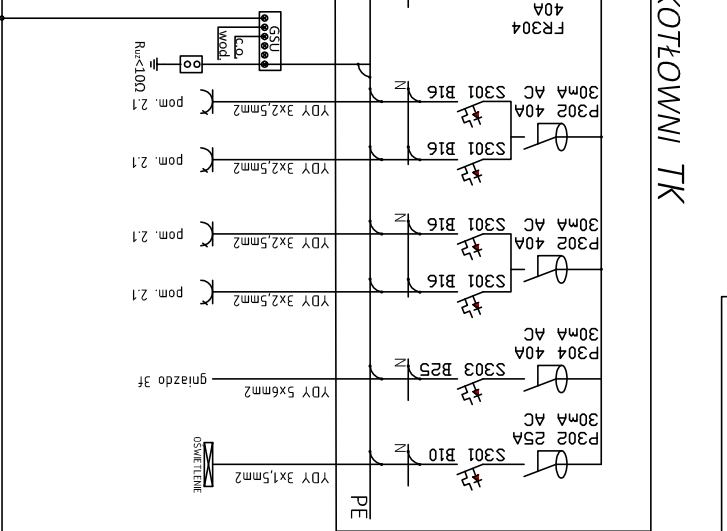 KOTŁOWNI TK
FR304
40A
GSU
c.o.
wod.
Ruz<10Ω
P302 40A
30mA AC
S301 B16
N
YDY 3x2,5mm2
pom. 2.1
S301 B16
YDY 3x2,5mm2
pom. 2.1
P302 40A
30mA AC
S301 B16
N
YDY 3x2,5mm2
pom. 2.1
S301 B16
YDY 3x2,5mm2
pom. 2.1
P304 40A
30mA AC
S303 B25
N
YDY 5x6mm2
gniazdo 3f
P302 25A
30mA AC
S301 B10
N
YDY 3x1,5mm2
OSWIETLENIE
PE